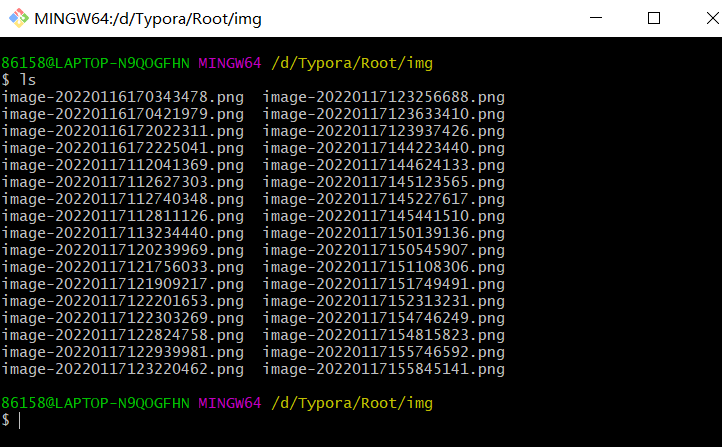 MINGW64:/d/Typora/Root/img
86158@LAPTOP-N9QOGFHN MINGW64 /d/Typora/Root/img
$ ls
image-20220116170343478.png  image-20220117123256688.png
image-20220116170421979.png  image-20220117123633410.png
image-20220116172022311.png  image-20220117123937426.png
image-20220116172225041.png  image-20220117144223440.png
image-20220117112041369.png  image-20220117144624133.png
image-20220117112627303.png  image-20220117145123565.png
image-20220117112740348.png  image-20220117145227617.png
image-20220117112811126.png  image-20220117145441510.png
image-20220117113234440.png  image-20220117150139136.png
image-20220117120239969.png  image-20220117150545907.png
image-20220117121756033.png  image-20220117151108306.png
image-20220117121909217.png  image-20220117151749491.png
image-20220117122201653.png  image-20220117152313231.png
image-20220117122303269.png  image-20220117154746249.png
image-20220117122824758.png  image-20220117154815823.png
image-20220117122939981.png  image-20220117155746592.png
image-20220117123220462.png  image-20220117155845141.png
86158@LAPTOP-N9QOGFHN MINGW64 /d/Typora/Root/img
$